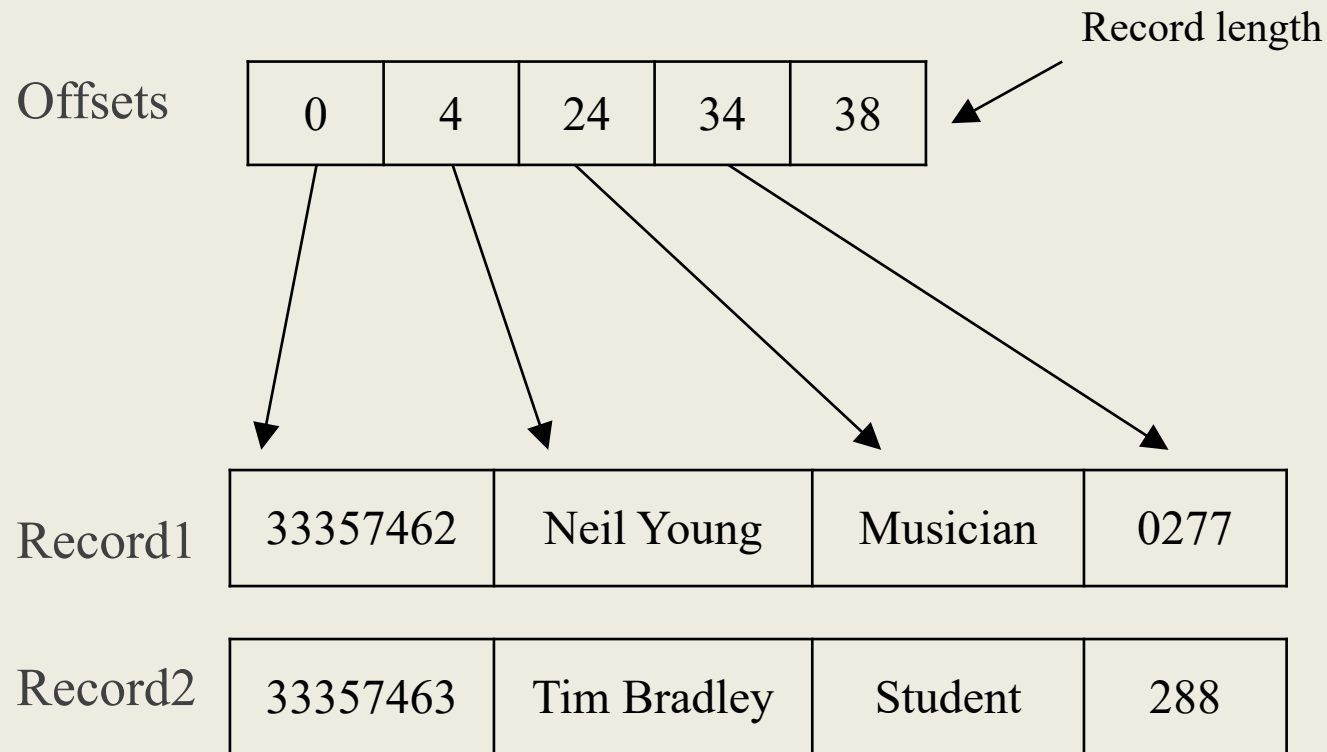 Record length
Offsets 0 4 24 34 38
Record1 33357462 Neil Young Musician 0277
Record2 33357463 Tim Bradley Student 288